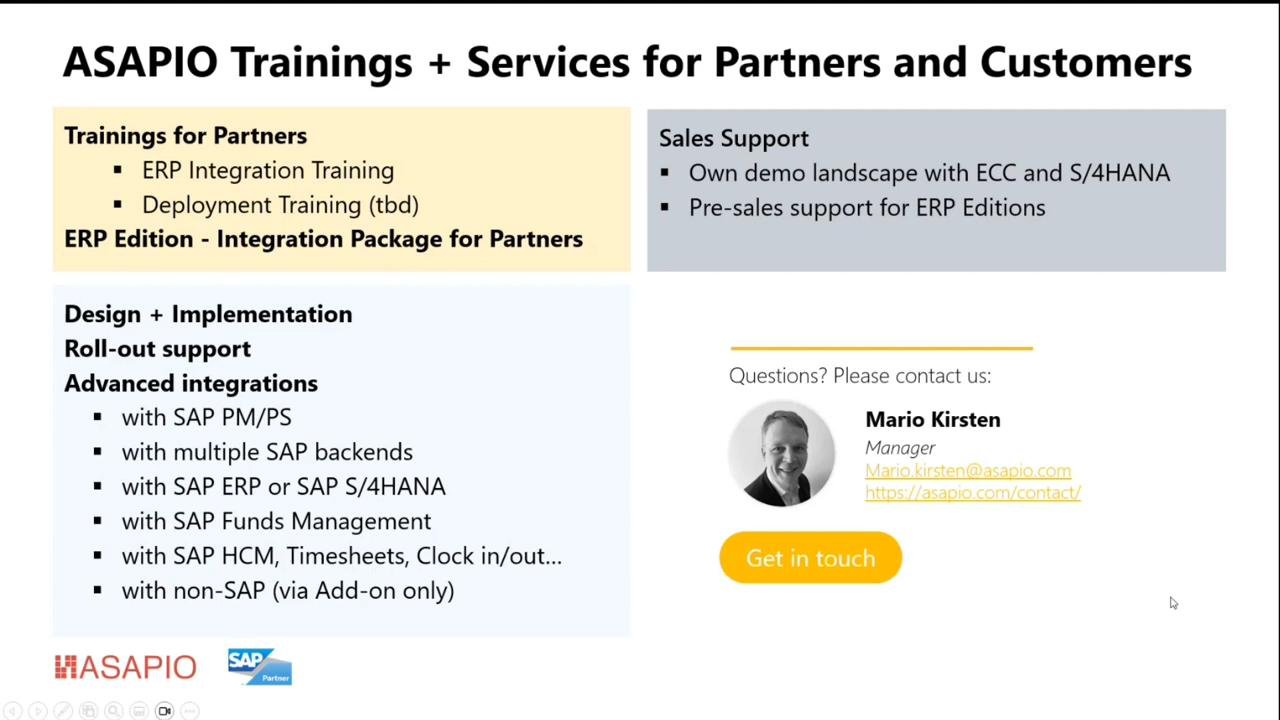 ASAPIO Trainings + Services for Partners and Customers
Trainings for Partners
▪ ERP Integration Training
▪ Deployment Training (tbd)
ERP Edition - Integration Package for Partners
Sales Support
▪ Own demo landscape with ECC and S/4HANA
▪ Pre-sales support for ERP Editions
Design + Implementation
Roll-out support
Advanced integrations
▪ with SAP PM/PS
▪ with multiple SAP backends
▪ with SAP ERP or SAP S/4HANA
▪ with SAP Funds Management
▪ with SAP HCM, Timesheets, Clock in/out...
▪ with non-SAP (via Add-on only)
Questions? Please contact us:
Mario Kirsten
Manager
Mario.kirsten@asapio.com
https://asapio.com/contact/
Get in touch
ASAPIO
SAP
Partner